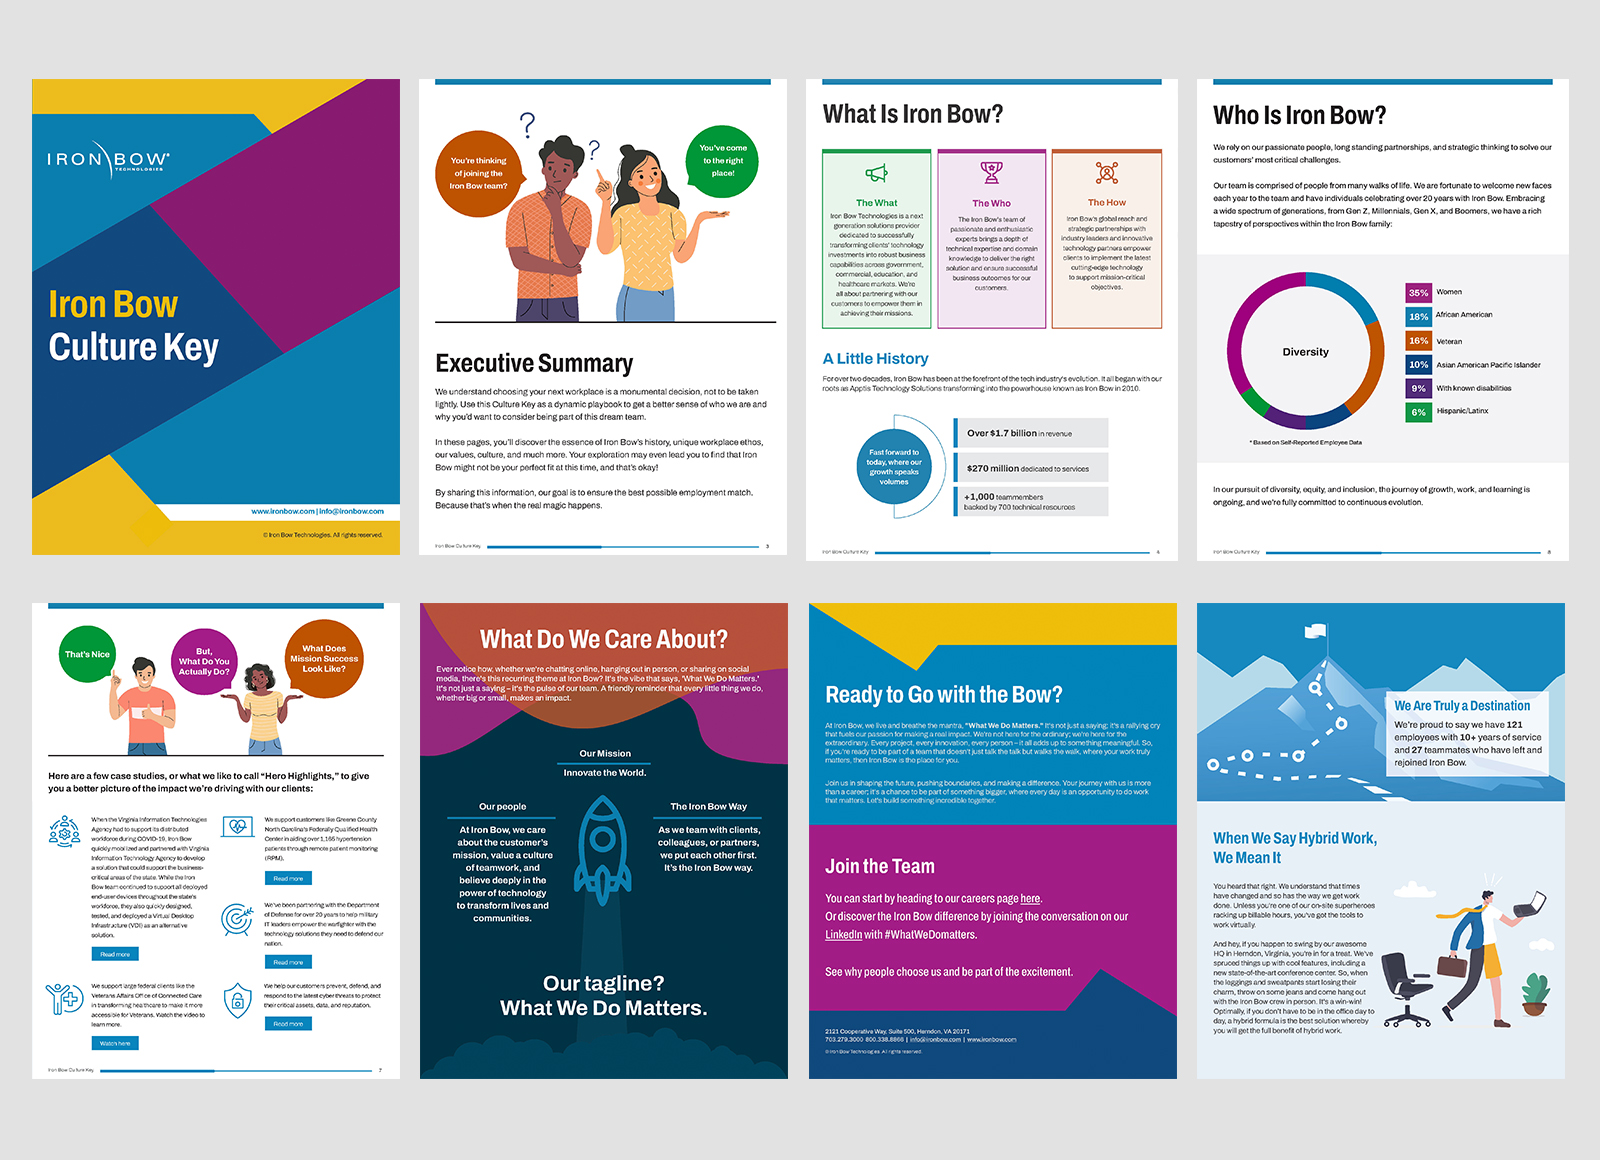 IRON BOW®
TECHNOLOGIES
Iron Bow
Culture Key
www.ironbow.com | info@ironbow.com
© Iron Bow Technologies. All rights reserved.
You're thinking
of joining the
Iron Bow team?
?
?
You've come
to the right
place!
Executive Summary
We understand choosing your next workplace is a monumental decision, not to be taken
lightly. Use this Culture Key as a dynamic playbook to get a better sense of who we are and
why you'd want to consider being part of this dream team.
In these pages, you'll discover the essence of Iron Bow's history, unique workplace ethos,
our values, culture, and much more. Your exploration may even lead you to find that Iron
Bow might not be your perfect fit at this time, and that's okay!
By sharing this information, our goal is to ensure the best possible employment match.
Because that's when the real magic happens.
Iron Bow Culture Key
3
What Is Iron Bow?
The What
Iron Bow Technologies is a next
generation solutions provider
dedicated to successfully
transforming clients' technology
investments into robust business
capabilities across government,
commercial, education, and
healthcare markets. We're
all about partnering with our
customers to empower them in
achieving their missions.
The Who
The Iron Bow's team of
passionate and enthusiastic
experts brings a depth of
technical expertise and domain
knowledge to deliver the right
solution and ensure successful
business outcomes for our
customers.
The How
Iron Bow's global reach and
strategic partnerships with
industry leaders and innovative
technology partners empower
clients to implement the latest
cutting-edge technology
to support mission-critical
objectives.
A Little History
For over two decades, Iron Bow has been at the forefront of the tech industry's evolution. It all began with our
roots as Apptis Technology Solutions transforming into the powerhouse known as Iron Bow in 2010.
Fast forward to
today, where our
growth speaks
volumes
Over $1.7 billion in revenue
$270 million dedicated to services
+1,000 teammembers
backed by 700 technical resources
Iron Bow Culture Key
Who Is Iron Bow?
We rely on our passionate people, long standing partnerships, and strategic thinking to solve our
customers' most critical challenges.
Our team is comprised of people from many walks of life. We are fortunate to welcome new faces
each year to the team and have individuals celebrating over 20 years with Iron Bow. Embracing
a wide spectrum of generations, from Gen Z, Millennials, Gen X, and Boomers, we have a rich
tapestry of perspectives within the Iron Bow family:
Diversity
35% Women
18% African American
16% Veteran
10% Asian American Pacific Islander
9% With known disabilities
6% Hispanic/Latinx
* Based on Self-Reported Employee Data
In our pursuit of diversity, equity, and inclusion, the journey of growth, work, and learning is
ongoing, and we're fully committed to continuous evolution.
Iron Bow Culture Key
That's Nice
But,
What Do You
Actually Do?
What Does
Mission Success
Look Like?
Here are a few case studies, or what we like to call “Hero Highlights,” to give
you a better picture of the impact we're driving with our clients:
When the Virginia Information Technologies
Agency had to support its distributed
workforce during COVID-19, Iron Bow
quickly mobilized and partnered with Virginia
Information Technology Agency to develop
a solution that could support the business-
critical areas of the state. While the Iron
Bow team continued to support all deployed
end-user devices throughout the state's
workforce, they also quickly designed,
tested, and deployed a Virtual Desktop
Infrastructure (VDI) as an alternative
solution.
Read more
We support large federal clients like the
Veterans Affairs Office of Connected Care
in transforming healthcare to make it more
accessible for Veterans. Watch the video to
learn more.
Watch here
We support customers like Greene County
North Carolina's Federally Qualified Health
Center in aiding over 1,165 hypertension
patients through remote patient monitoring
(RPM).
Read more
We've been partnering with the Department
of Defense for over 20 years to help military
IT leaders empower the warfighter with the
technology solutions they need to defend our
nation.
Read more
We help our customers prevent, defend, and
respond to the latest cyber threats to protect
their critical assets, data, and reputation.
Read more
Iron Bow Culture Key
7
What Do We Care About?
Ever notice how, whether we're chatting online, hanging out in person, or sharing on social
media, there's this recurring theme at Iron Bow? It's the vibe that says, 'What We Do Matters.'
It's not just a saying – it's the pulse of our team. A friendly reminder that every little thing we do,
whether big or small, makes an impact.
Our Mission
Innovate the World.
Our people
At Iron Bow, we care
about the customer's
mission, value a culture
of teamwork, and
believe deeply in the
power of technology
to transform lives and
communities.
The Iron Bow Way
As we team with clients,
colleagues, or partners,
we put each other first.
It's the Iron Bow way.
Our tagline?
What We Do Matters.
Ready to Go with the Bow?
At Iron Bow, we live and breathe the mantra, "What We Do Matters." It's not just a saying; it's a rallying cry
that fuels our passion for making a real impact. We're not here for the ordinary; we're here for the
extraordinary. Every project, every innovation, every person – it all adds up to something meaningful. So,
if you're ready to be part of a team that doesn't just talk the talk but walks the walk, where your work truly
matters, then Iron Bow is the place for you.
Join us in shaping the future, pushing boundaries, and making a difference. Your journey with us is more
than a career; it's a chance to be part of something bigger, where every day is an opportunity to do work
that matters. Let's build something incredible together.
Join the Team
You can start by heading to our careers page here.
Or discover the Iron Bow difference by joining the conversation on our
LinkedIn with #WhatWeDomatters.
See why people choose us and be part of the excitement.
2121 Cooperative Way, Suite 500, Herndon, VA 20171
703.279.3000 800.338.8866 | info@ironbow.com | www.ironbow.com
© Iron Bow Technologies. All rights reserved.
We Are Truly a Destination
We're proud to say we have 121
employees with 10+ years of service
and 27 teammates who have left and
rejoined Iron Bow.
When We Say Hybrid Work,
We Mean It
You heard that right. We understand that times
have changed and so has the way we get work
done. Unless you're one of our on-site superheroes
racking up billable hours, you've got the tools to
work virtually.
And hey, if you happen to swing by our awesome
HQ in Herndon, Virginia, you're in for a treat. We've
spruced things up with cool features, including a
new state-of-the-art conference center. So, when
the leggings and sweatpants start losing their
charm, throw on some jeans and come hang out
with the Iron Bow crew in person. It's a win-win!
Optimally, if you don't have to be in the office day to
day, a hybrid formula is the best solution whereby
you will get the full benefit of hybrid work.